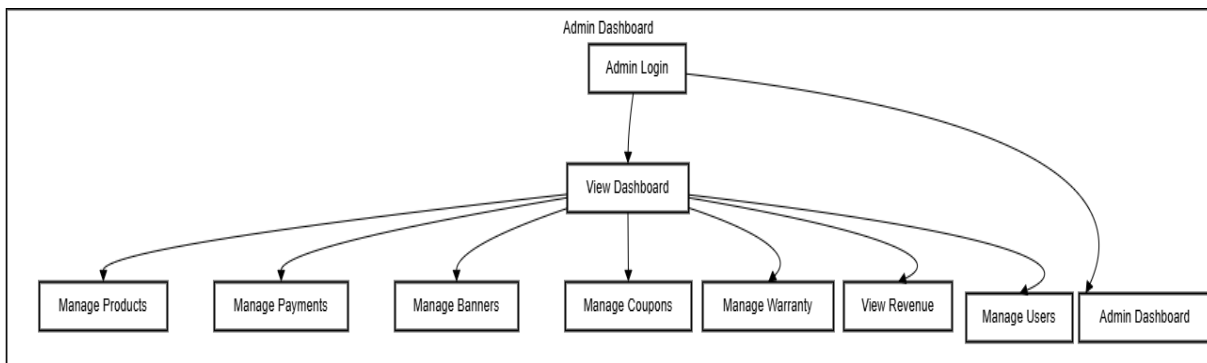 Admin Dashboard
Admin Login
View Dashboard
Manage Products
Manage Payments
Manage Banners
Manage Coupons
Manage Warranty
View Revenue
Manage Users
Admin Dashboard